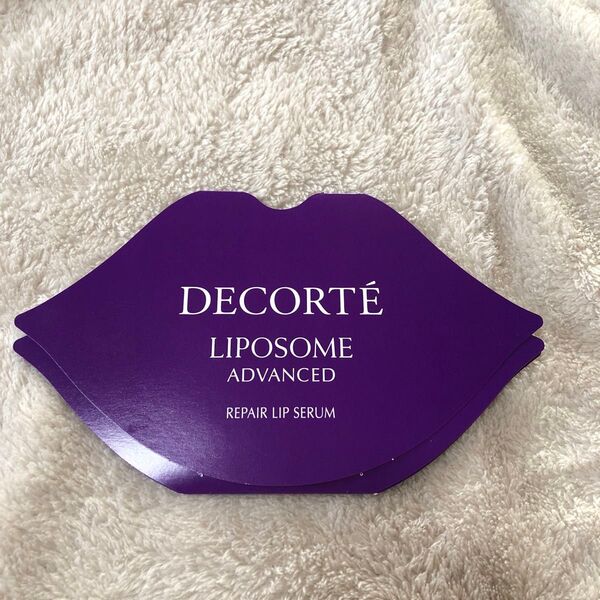 DECORTÉ
LIPOSOME
ADVANCED
REPAIR LIP SERUM